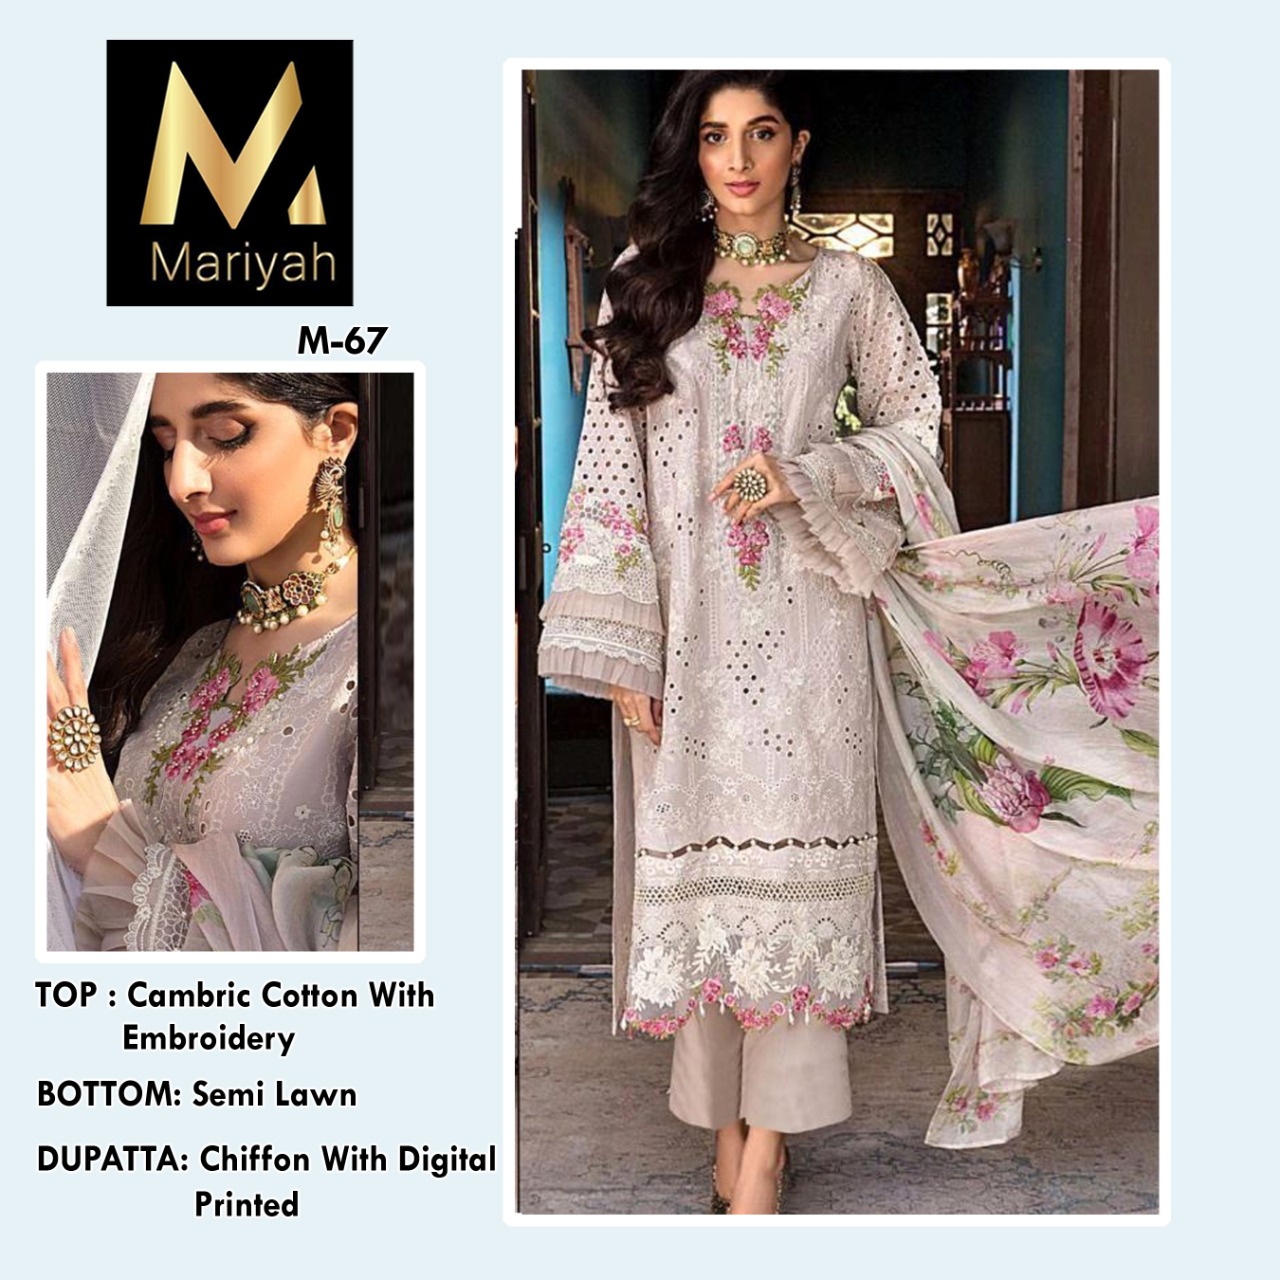 Mariyah
M-67
TOP : Cambric Cotton With
Embroidery
BOTTOM: Semi Lawn
DUPATTA: Chiffon With Digital
Printed